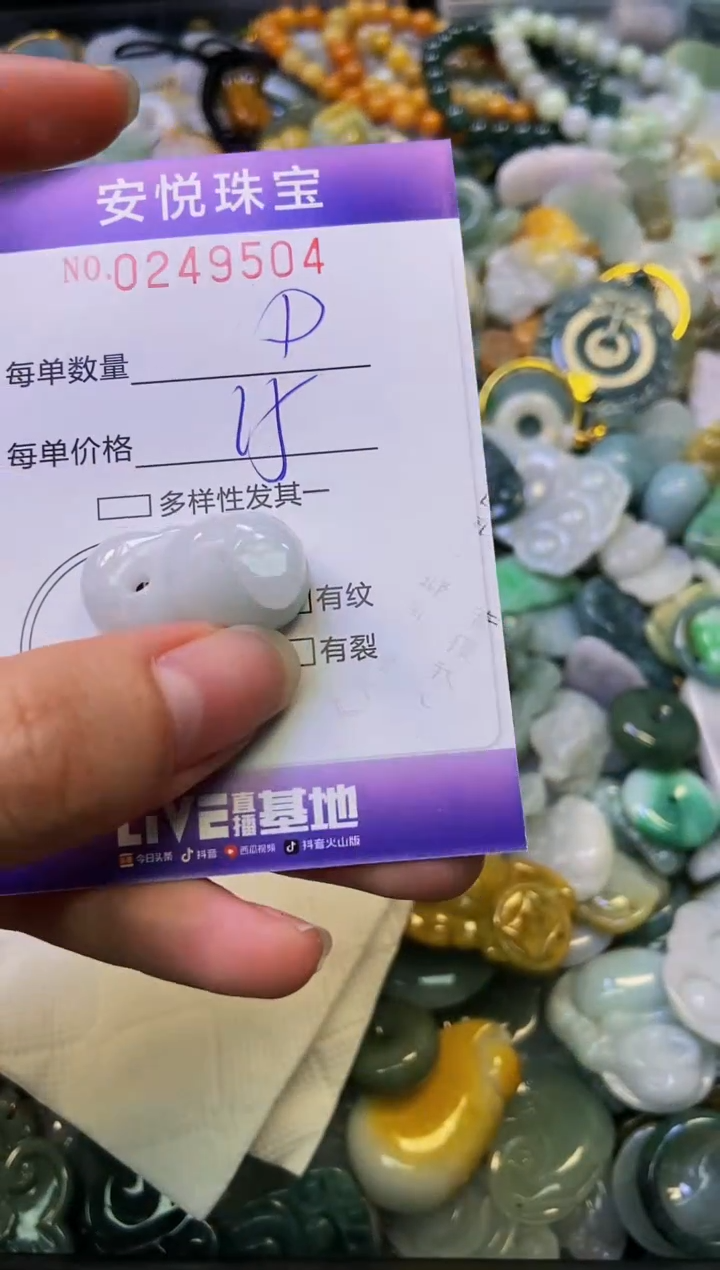 安悦珠宝
NO.0249504
每单数量
每单价格
多样性发其一
有纹
有裂
LIVE直播基地
今日头条 抖音 西瓜视频 抖音火山版